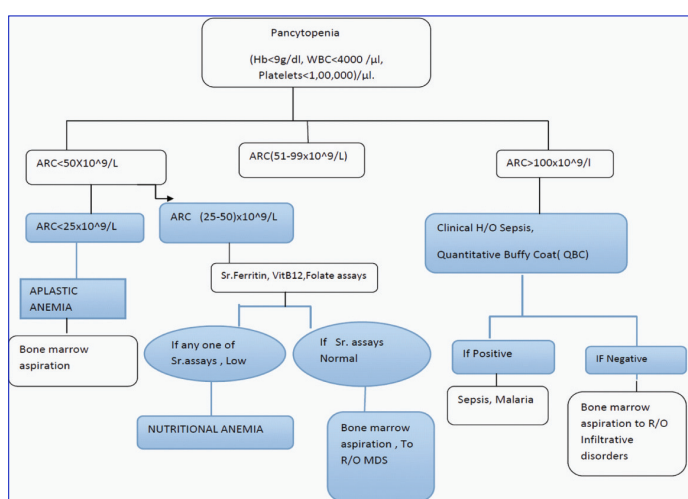 Pancytopenia
(Hb<9g/dl, WBC<4000 /µl,
Platelets<1,00,000)/µl.
ARC<50X10^9/L
ARC(51-99x10^9/L)
ARC>100x10^9/l
ARC<25x10^9/L
ARC (25-50)x10^9/L
Clinical H/O Sepsis,
Quantitative Buffy Coat( QBC)
Sr.Ferritin, VitB12,Folate assays
APLASTIC
ANEMIA
Bone marrow
aspiration
If any one of
Sr.assays , Low
If Sr. assays
Normal
If Positive
IF Negative
Sepsis, Malaria
NUTRITIONAL ANEMIA
Bone marrow
aspiration , To
R/O MDS
Bone marrow
aspiration to R/O
Infiltrative
disorders